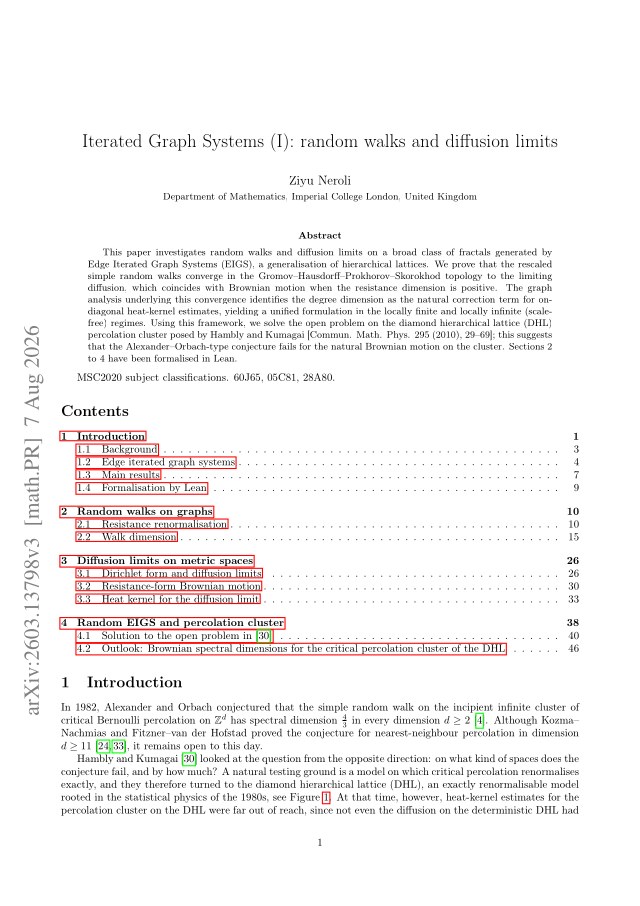 Iterated Graph Systems (I): random walks and diffusion limits
Ziyu Neroli
Department of Mathematics, Imperial College London, United Kingdom
Abstract
This paper investigates random walks and diffusion limits on a broad class of fractals generated by
Edge Iterated Graph Systems (EIGS), a generalisation of hierarchical lattices. We prove that the rescaled
simple random walks converge in the Gromov–Hausdorff–Prokhorov–Skorokhod topology to the limiting
diffusion, which coincides with Brownian motion when the resistance dimension is positive. The graph
analysis underlying this convergence identifies the degree dimension as the natural correction term for on-
diagonal heat-kernel estimates, yielding a unified formulation in the locally finite and locally infinite (scale-
free) regimes. Using this framework, we solve the open problem on the diamond hierarchical lattice (DHL)
percolation cluster posed by Hambly and Kumagai [Commun. Math. Phys. 295 (2010), 29–69]; this suggests
that the Alexander–Orbach-type conjecture fails for the natural Brownian motion on the cluster. Sections 2
to 4 have been formalised in Lean.
MSC2020 subject classifications. 60J65, 05C81, 28A80.
Contents
1 Introduction 1
1.1 Background . . . . . . . . . . . . . . . . . . . . . . . . . . . . . . 3
1.2 Edge iterated graph systems . . . . . . . . . . . . . . . . . . . . . . . . 4
1.3 Main results . . . . . . . . . . . . . . . . . . . . . . . . . . . . . . 7
1.4 Formalisation by Lean . . . . . . . . . . . . . . . . . . . . . . . . . . 9
2 Random walks on graphs 10
2.1 Resistance renormalisation . . . . . . . . . . . . . . . . . . . . . . . . 10
2.2 Walk dimension . . . . . . . . . . . . . . . . . . . . . . . . . . . . 15
3 Diffusion limits on metric spaces 26
3.1 Dirichlet form and diffusion limits . . . . . . . . . . . . . . . . . . . . . 26
3.2 Resistance-form Brownian motion . . . . . . . . . . . . . . . . . . . . . 30
3.3 Heat kernel for the diffusion limit . . . . . . . . . . . . . . . . . . . . . 33
4 Random EIGS and percolation cluster 38
4.1 Solution to the open problem in [30] . . . . . . . . . . . . . . . . . . . . 40
4.2 Outlook: Brownian spectral dimensions for the critical percolation cluster of the DHL . . . . . . 46
1 Introduction
In 1982, Alexander and Orbach conjectured that the simple random walk on the incipient infinite cluster of
critical Bernoulli percolation on ℤᵈ has spectral dimension 4/3 in every dimension d ≥ 2 [4]. Although Kozma–
Nachmias and Fitzner–van der Hofstad proved the conjecture for nearest-neighbour percolation in dimension
d ≥ 11 [24, 33], it remains open to this day.
Hambly and Kumagai [30] looked at the question from the opposite direction: on what kind of spaces does the
conjecture fail, and by how much? A natural testing ground is a model on which critical percolation renormalises
exactly, and they therefore turned to the diamond hierarchical lattice (DHL), an exactly renormalisable model
rooted in the statistical physics of the 1980s, see Figure 1. At that time, however, heat-kernel estimates for the
percolation cluster on the DHL were far out of reach, since not even the diffusion on the deterministic DHL had
1
arXiv:2603.13798v3 [math.PR] 7 Aug 2026